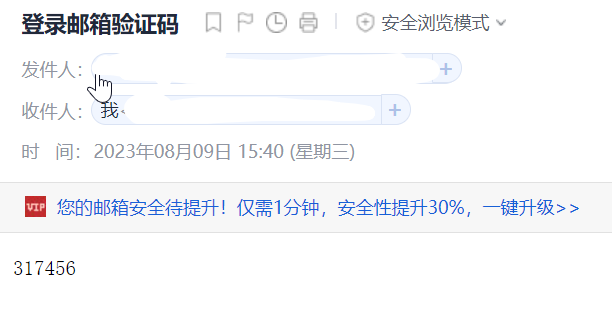 登录邮箱验证码 安全浏览模式
发件人：
收件人： 我
时 间： 2023年08月09日 15:40 (星期三)
VIP 您的邮箱安全待提升！仅需1分钟，安全性提升30%，一键升级>>
317456